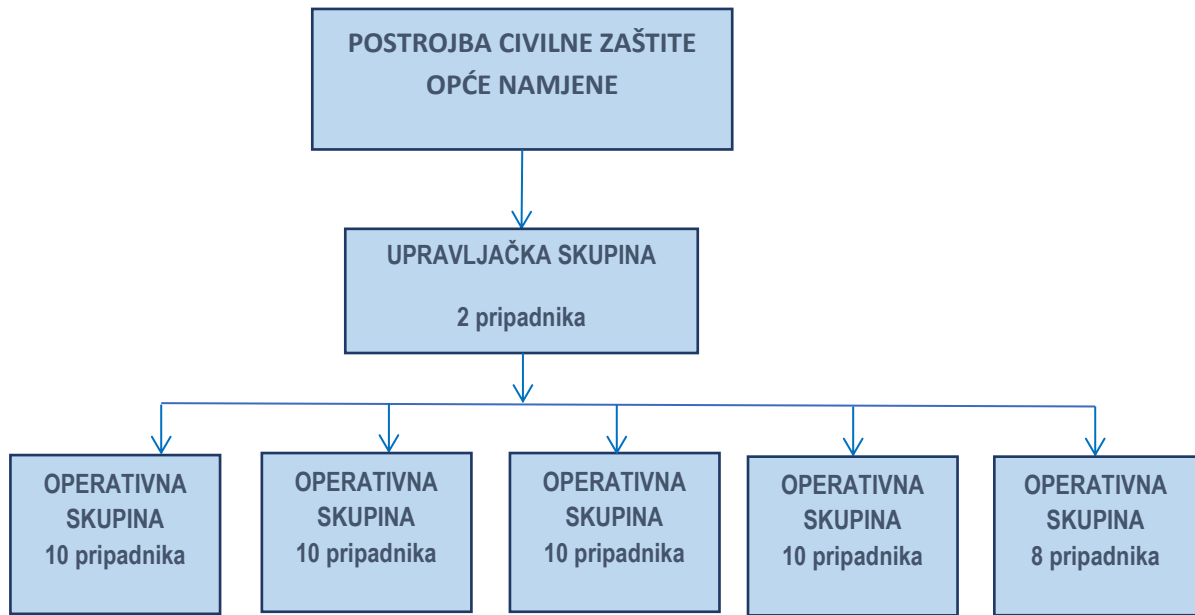 POSTROJBA CIVILNE ZAŠTITE
OPĆE NAMJENE
UPRAVLJAČKA SKUPINA
2 pripadnika
OPERATIVNA
SKUPINA
10 pripadnika
OPERATIVNA
SKUPINA
10 pripadnika
OPERATIVNA
SKUPINA
10 pripadnika
OPERATIVNA
SKUPINA
10 pripadnika
OPERATIVNA
SKUPINA
8 pripadnika